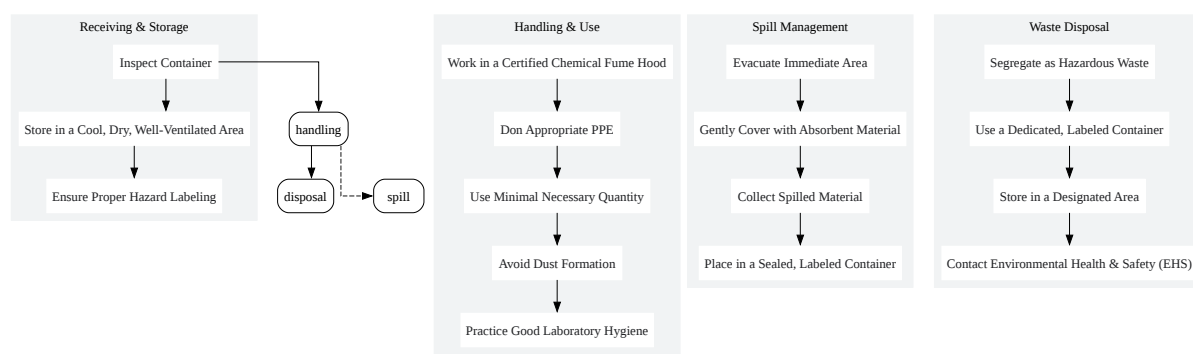 Receiving & Storage
Inspect Container
Store in a Cool, Dry, Well-Ventilated Area
Ensure Proper Hazard Labeling
handling
disposal
spill
Handling & Use
Work in a Certified Chemical Fume Hood
Don Appropriate PPE
Use Minimal Necessary Quantity
Avoid Dust Formation
Practice Good Laboratory Hygiene
Spill Management
Evacuate Immediate Area
Gently Cover with Absorbent Material
Collect Spilled Material
Place in a Sealed, Labeled Container
Waste Disposal
Segregate as Hazardous Waste
Use a Dedicated, Labeled Container
Store in a Designated Area
Contact Environmental Health & Safety (EHS)